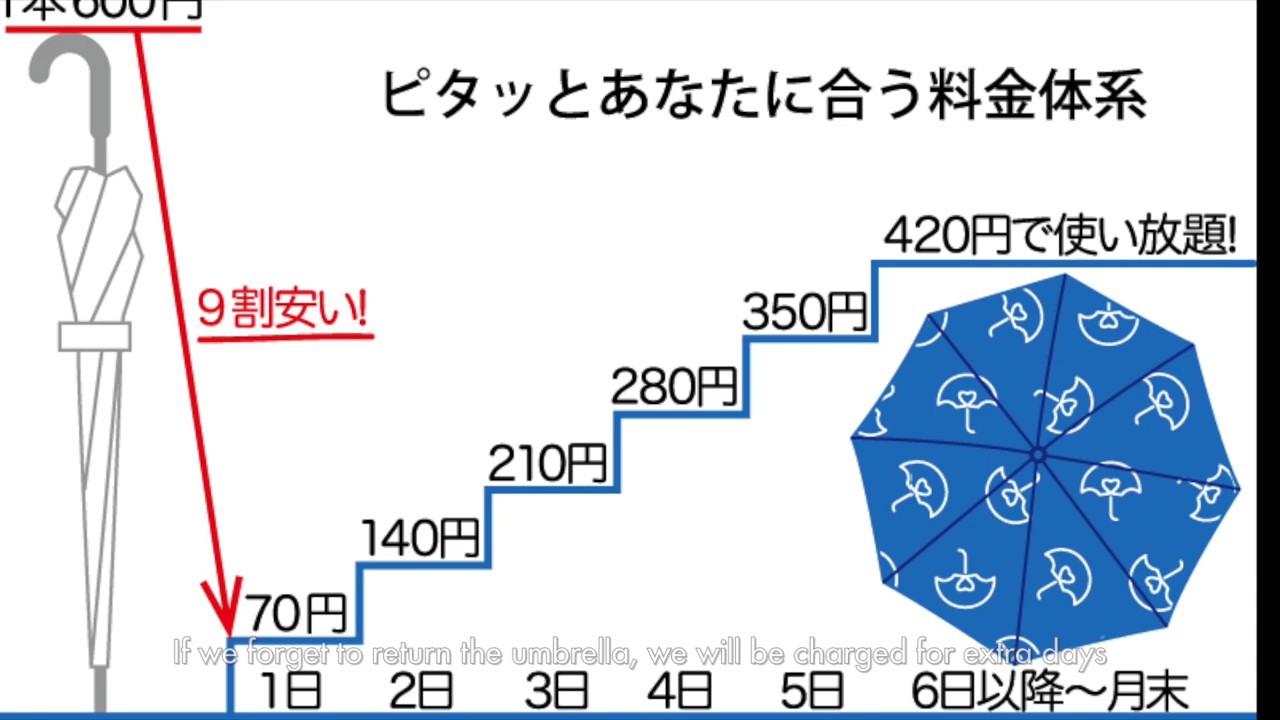 1本600円
ピタッとあなたに合う料金体系
420円で使い放題!
9割安い!
350円
280円
210円
140円
70円
If we forget to return the umbrella, we will be charged for extra days
1日 2日 3日 4日 5日 6日以降〜月末